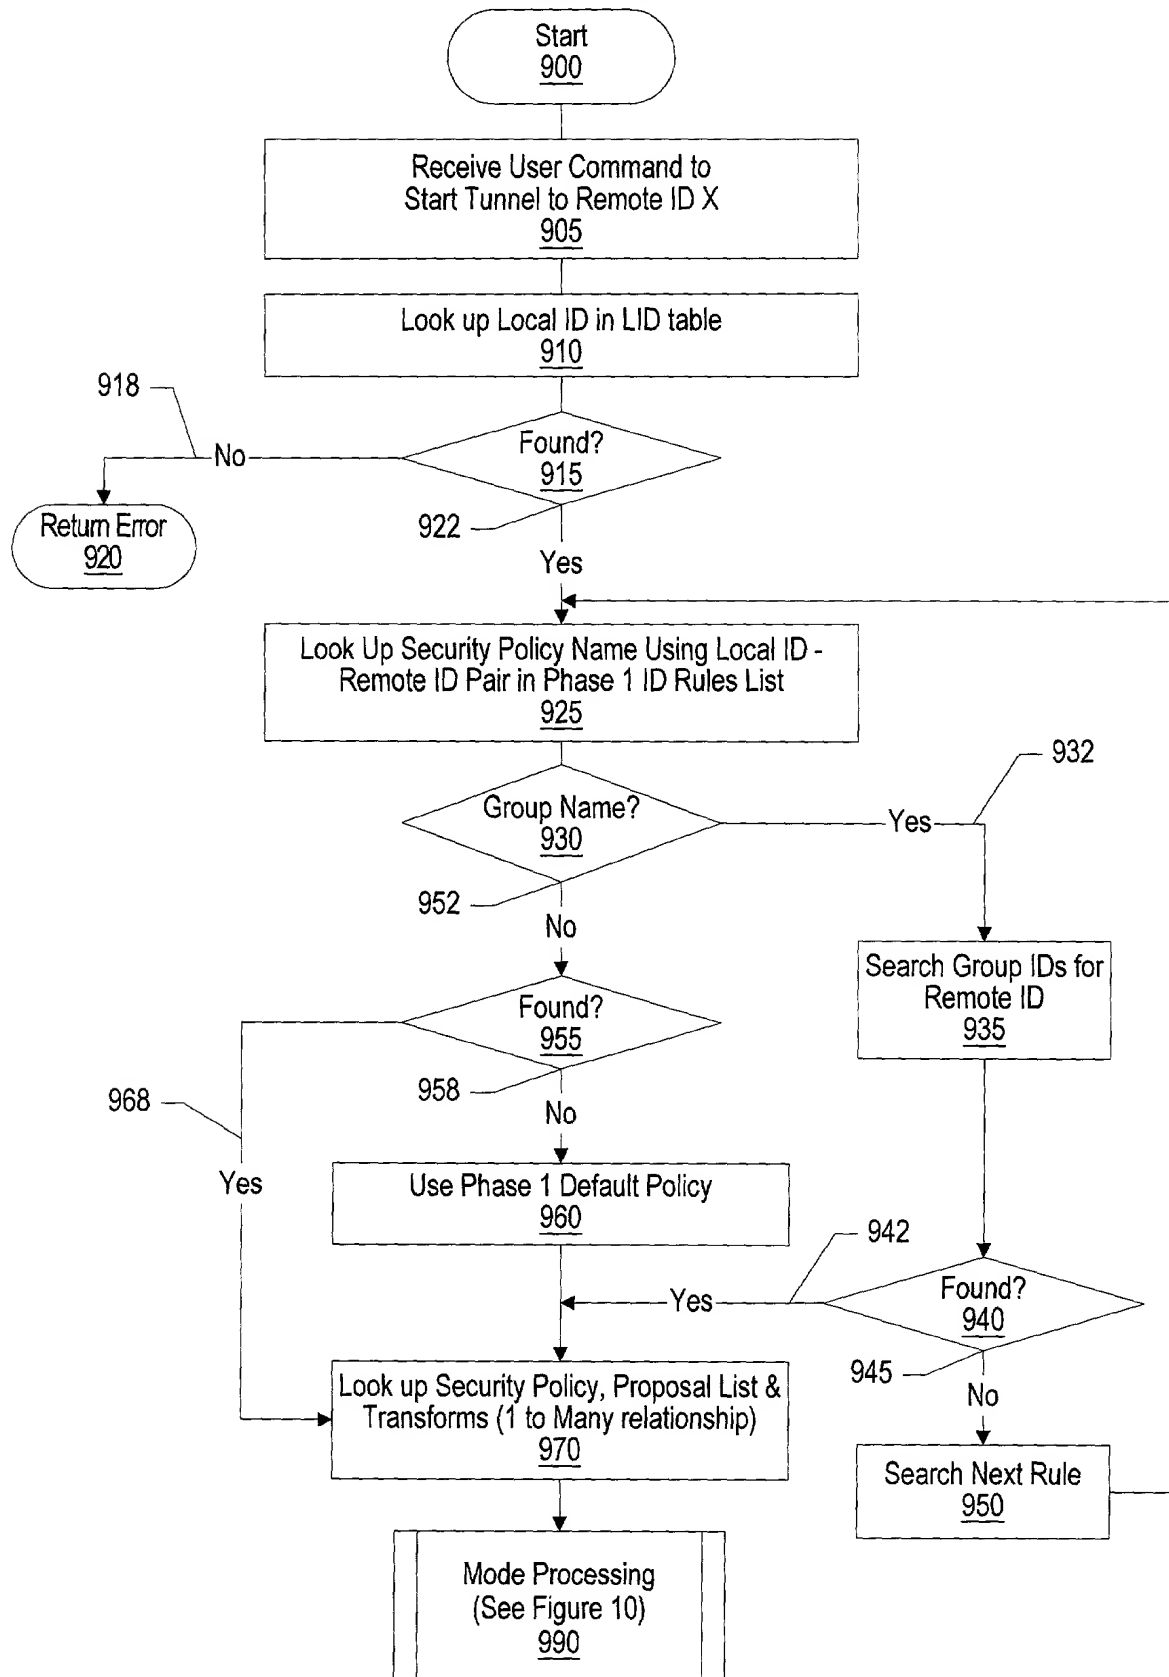 Start
900
Receive User Command to
Start Tunnel to Remote ID X
905
Look up Local ID in LID table
910
918
No
Found?
915
Return Error
920
922
Yes
Look Up Security Policy Name Using Local ID -
Remote ID Pair in Phase 1 ID Rules List
925
932
Group Name?
930
Yes
952
No
Search Group IDs for
Remote ID
935
Found?
955
968
958
No
Yes
Use Phase 1 Default Policy
960
942
Yes
Found?
940
945
No
Look up Security Policy, Proposal List &
Transforms (1 to Many relationship)
970
Search Next Rule
950
Mode Processing
(See Figure 10)
990